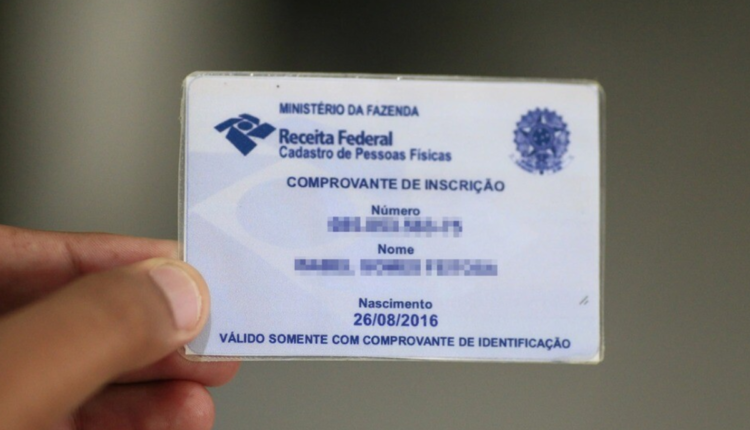 MINISTÉRIO DA FAZENDA
Receita Federal
Cadastro de Pessoas Físicas
COMPROVANTE DE INSCRIÇÃO
Número
Nome
Nascimento
26/08/2016
VÁLIDO SOMENTE COM COMPROVANTE DE IDENTIFICAÇÃO